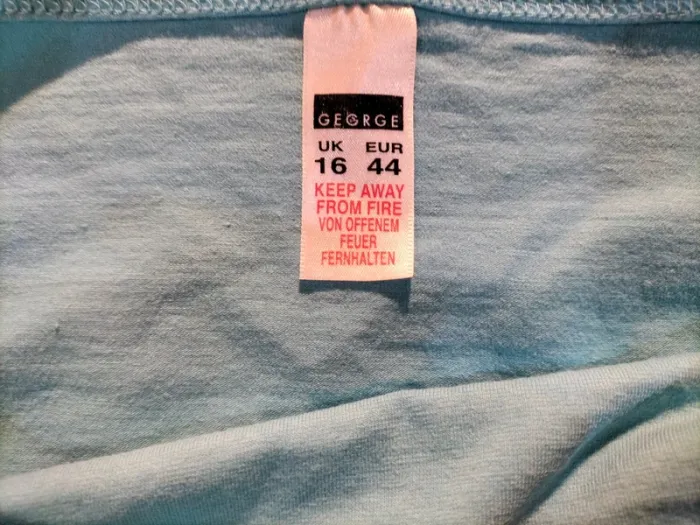 GEORGE
UK EUR
16 44
KEEP AWAY
FROM FIRE
VON OFFENEM
FEUER
FERNHALTEN